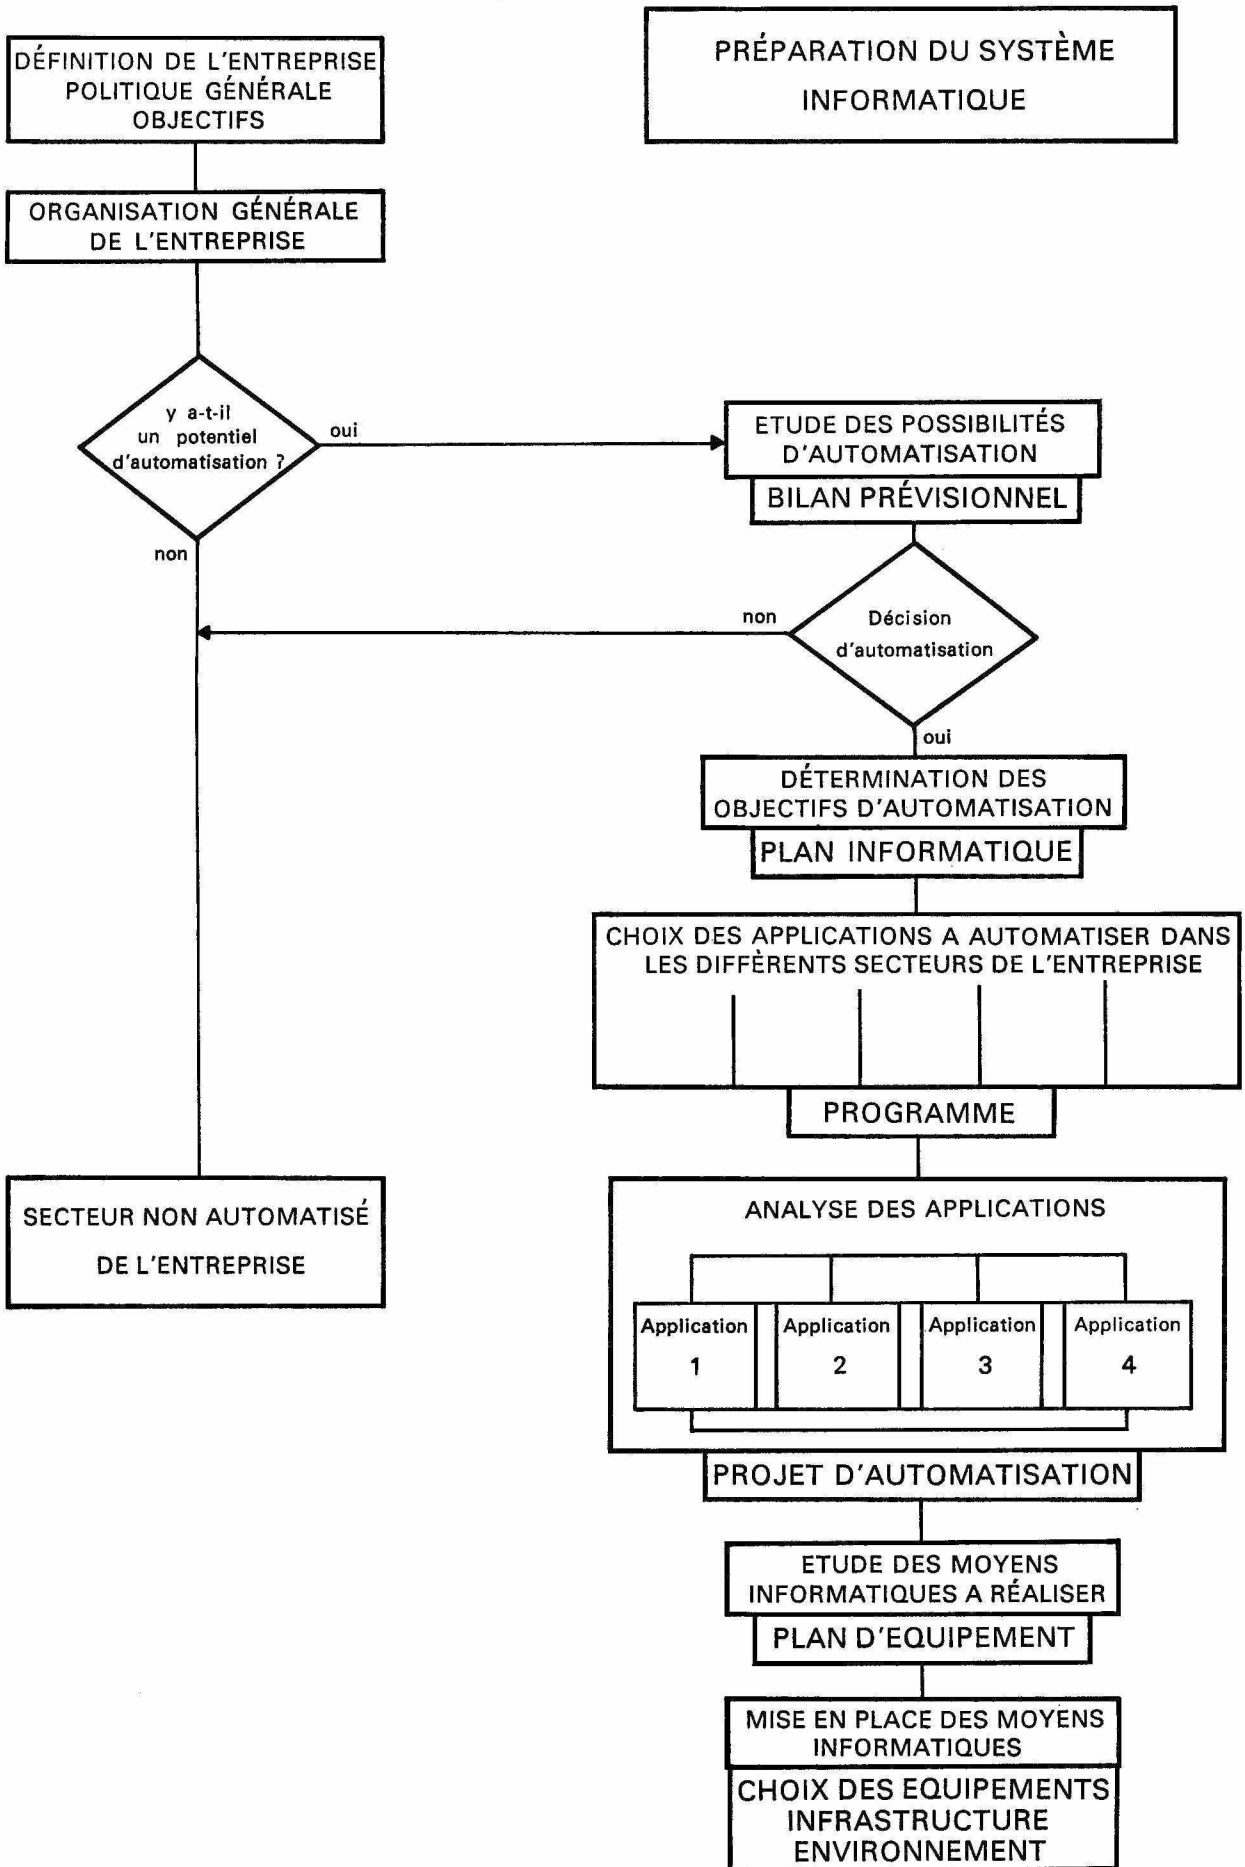 PRÉPARATION DU SYSTÈME
INFORMATIQUE
DÉFINITION DE L'ENTREPRISE
POLITIQUE GÉNÉRALE
OBJECTIFS
ORGANISATION GÉNÉRALE
DE L'ENTREPRISE
y a-t-il
un potentiel
d'automatisation ?
oui
non
ETUDE DES POSSIBILITÉS
D'AUTOMATISATION
BILAN PRÉVISIONNEL
Décision
d'automatisation
non
oui
DÉTERMINATION DES
OBJECTIFS D'AUTOMATISATION
PLAN INFORMATIQUE
CHOIX DES APPLICATIONS A AUTOMATISER DANS
LES DIFFÈRENTS SECTEURS DE L'ENTREPRISE
PROGRAMME
SECTEUR NON AUTOMATISÉ
DE L'ENTREPRISE
ANALYSE DES APPLICATIONS
Application
1
Application
2
Application
3
Application
4
PROJET D'AUTOMATISATION
ETUDE DES MOYENS
INFORMATIQUES A RÉALISER
PLAN D'EQUIPEMENT
MISE EN PLACE DES MOYENS
INFORMATIQUES
CHOIX DES EQUIPEMENTS
INFRASTRUCTURE
ENVIRONNEMENT